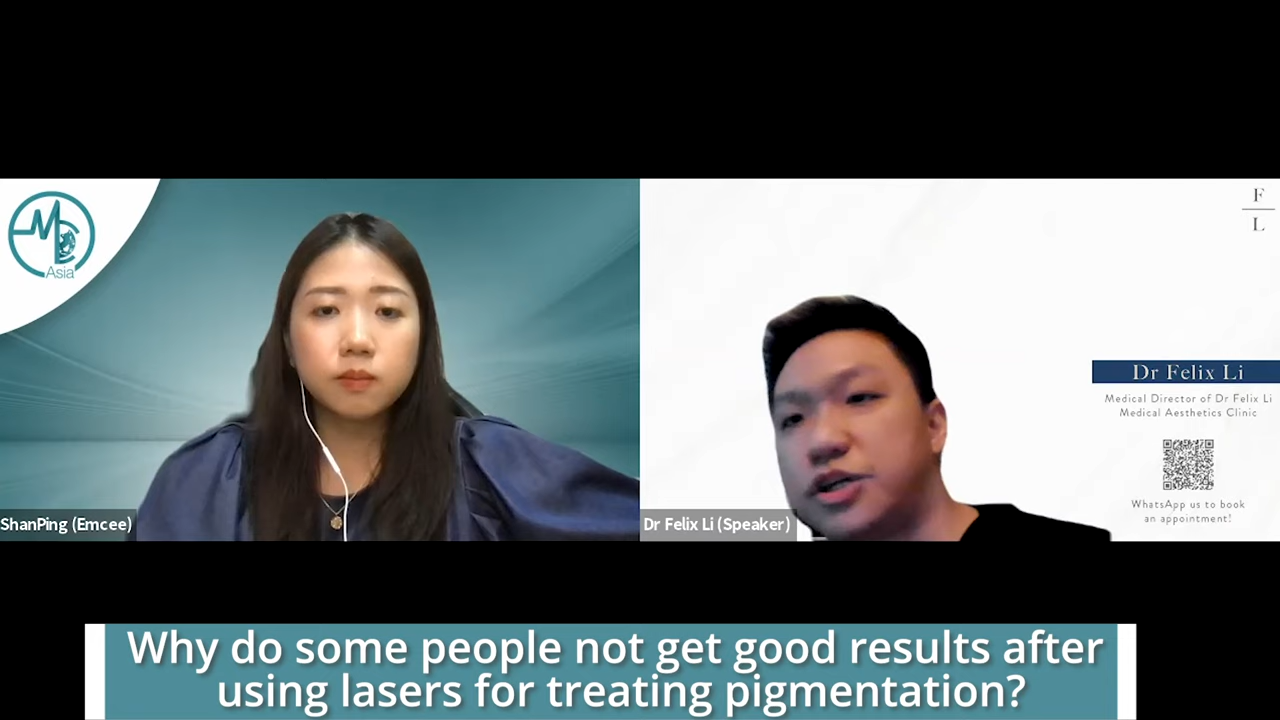 Asia
ShanPing (Emcee)
F
L
Dr Felix Li
Medical Director of Dr Felix Li
Medical Aesthetics Clinic
WhatsApp us to book
an appointment!
Dr Felix Li (Speaker)
Why do some people not get good results after
using lasers for treating pigmentation?